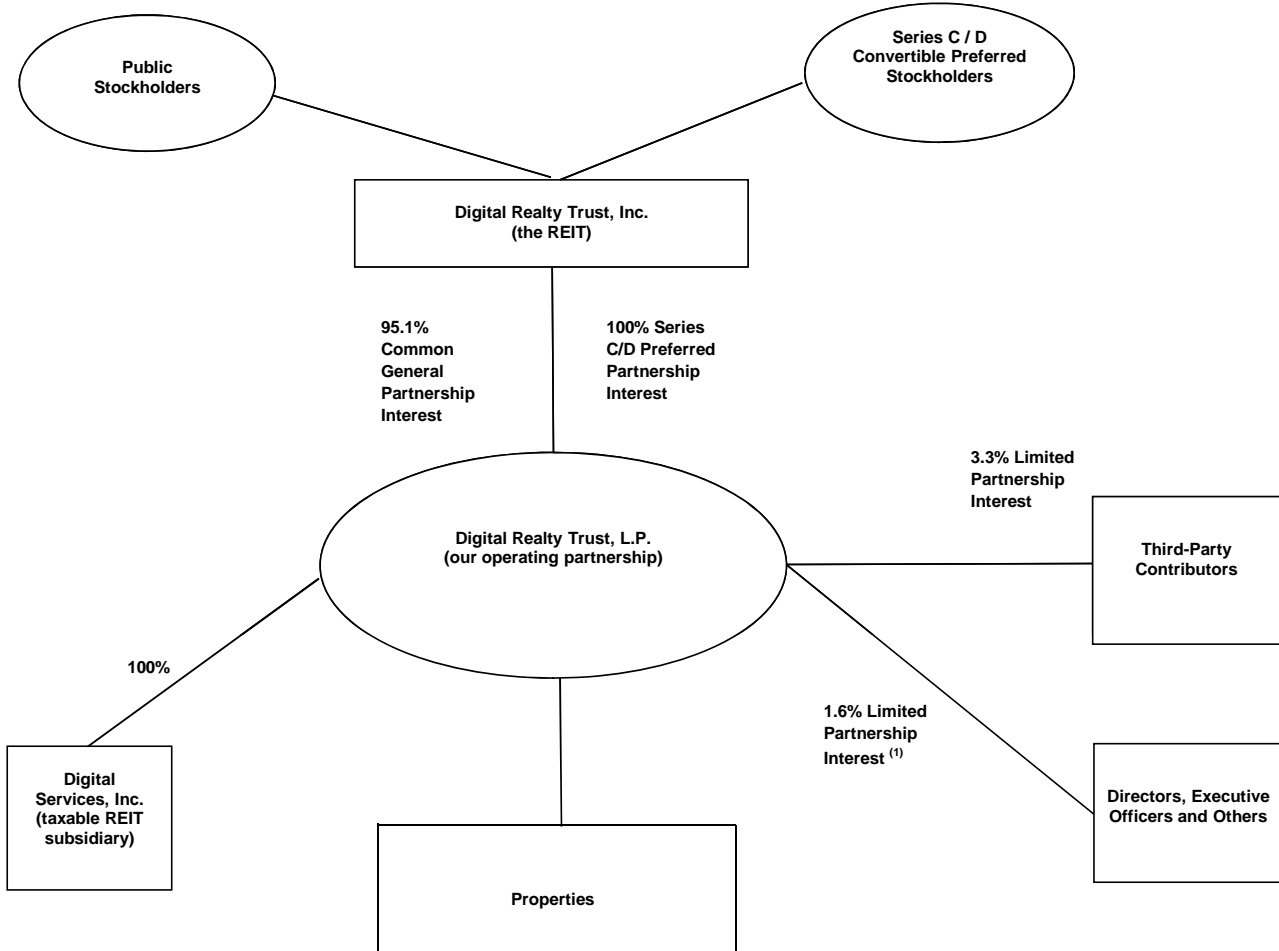 Public
Stockholders
Series C / D
Convertible Preferred
Stockholders
Digital Realty Trust, Inc.
(the REIT)
95.1%
Common
General
Partnership
Interest
100% Series
C/D Preferred
Partnership
Interest
3.3% Limited
Partnership
Interest
Digital Realty Trust, L.P.
(our operating partnership)
Third-Party
Contributors
100%
1.6% Limited
Partnership
Interest (1)
Digital
Services, Inc.
(taxable REIT
subsidiary)
Directors, Executive
Officers and Others
Properties